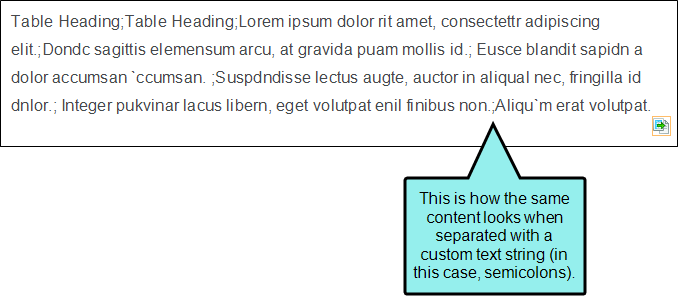 Table Heading;Table Heading;Lorem ipsum dolor rit amet, consectettr adipiscing
elit.;Dondc sagittis elemensum arcu, at gravida puam mollis id.; Eusce blandit sapidn a
dolor accumsan `ccumsan. ;Suspdndisse lectus augte, auctor in aliqual nec, fringilla id
dnlor.; Integer pukvinar lacus libern, eget volutpat enil finibus non.;Aliqu`m erat volutpat.
This is how the same
content looks when
separated with a
custom text string (in
this case, semicolons).